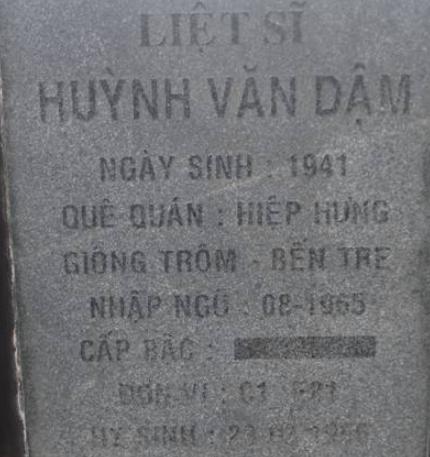 LIỆT SĨ
HUỲNH VĂN DẬM
NGÀY SINH : 1941
QUÊ QUÁN : HIỆP HƯNG
GIỒNG TRÔM - BẾN TRE
NHẬP NGŨ : 08-1965
CẤP BẬC :
ĐƠN VỊ :
HY SINH :